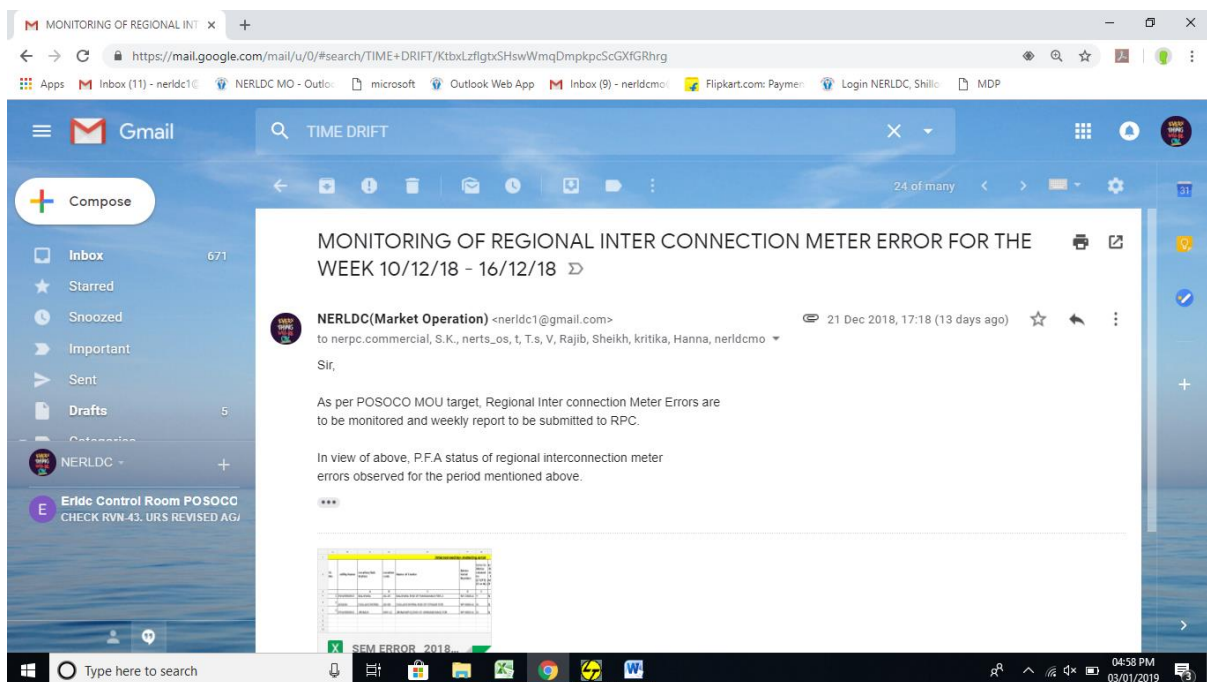 MONITORING OF REGIONAL INT
https://mail.google.com/mail/u/0/#search/TIME+DRIFT/KtbxLzflgtxSHswWmqDmpkpcScGXfGRhrg
Apps Inbox (11) - nerldc1@ NERLDC MO - Outlo microsoft Outlook Web App Inbox (9) - nerldcmo Flipkart.com: Paymen Login NERLDC, Shillo MDP
Gmail TIME DRIFT
24 of many
31
Compose
MONITORING OF REGIONAL INTER CONNECTION METER ERROR FOR THE
WEEK 10/12/18 - 16/12/18
Inbox 671
Starred
Snoozed
Important
Sent
Drafts 5
NERLDC
Erldc Control Room POSOCO
CHECK RVN-43. URS REVISED AGA
NERLDC(Market Operation) <nerldc1@gmail.com> 21 Dec 2018, 17:18 (13 days ago)
to nerpc.commercial, S.K., nerts_os, t, T.s, V, Rajib, Sheikh, kritika, Hanna, nerldcmo
Sir,
As per POSOCO MOU target, Regional Inter connection Meter Errors are
to be monitored and weekly report to be submitted to RPC.
In view of above, P.F.A status of regional interconnection meter
errors observed for the period mentioned above.
SEM ERROR_2018...
Type here to search
04:58 PM
03/01/2019